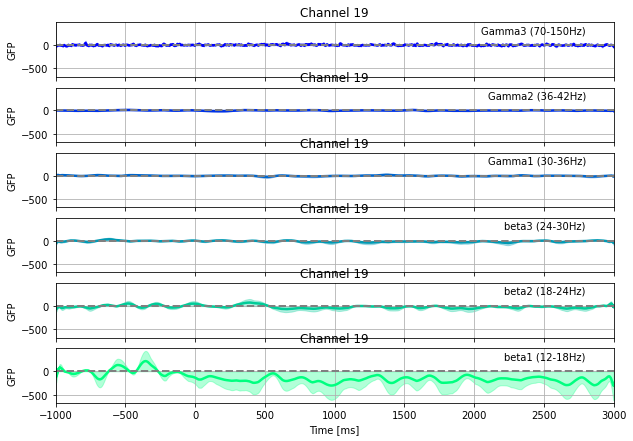 Channel 19
Gamma3 (70-150Hz)
GFP
0
−500
Channel 19
Gamma2 (36-42Hz)
GFP
0
−500
Channel 19
Gamma1 (30-36Hz)
GFP
0
−500
Channel 19
beta3 (24-30Hz)
GFP
0
−500
Channel 19
beta2 (18-24Hz)
GFP
0
−500
Channel 19
beta1 (12-18Hz)
GFP
0
−500
−1000 −500 0 500 1000 1500 2000 2500 3000
Time [ms]